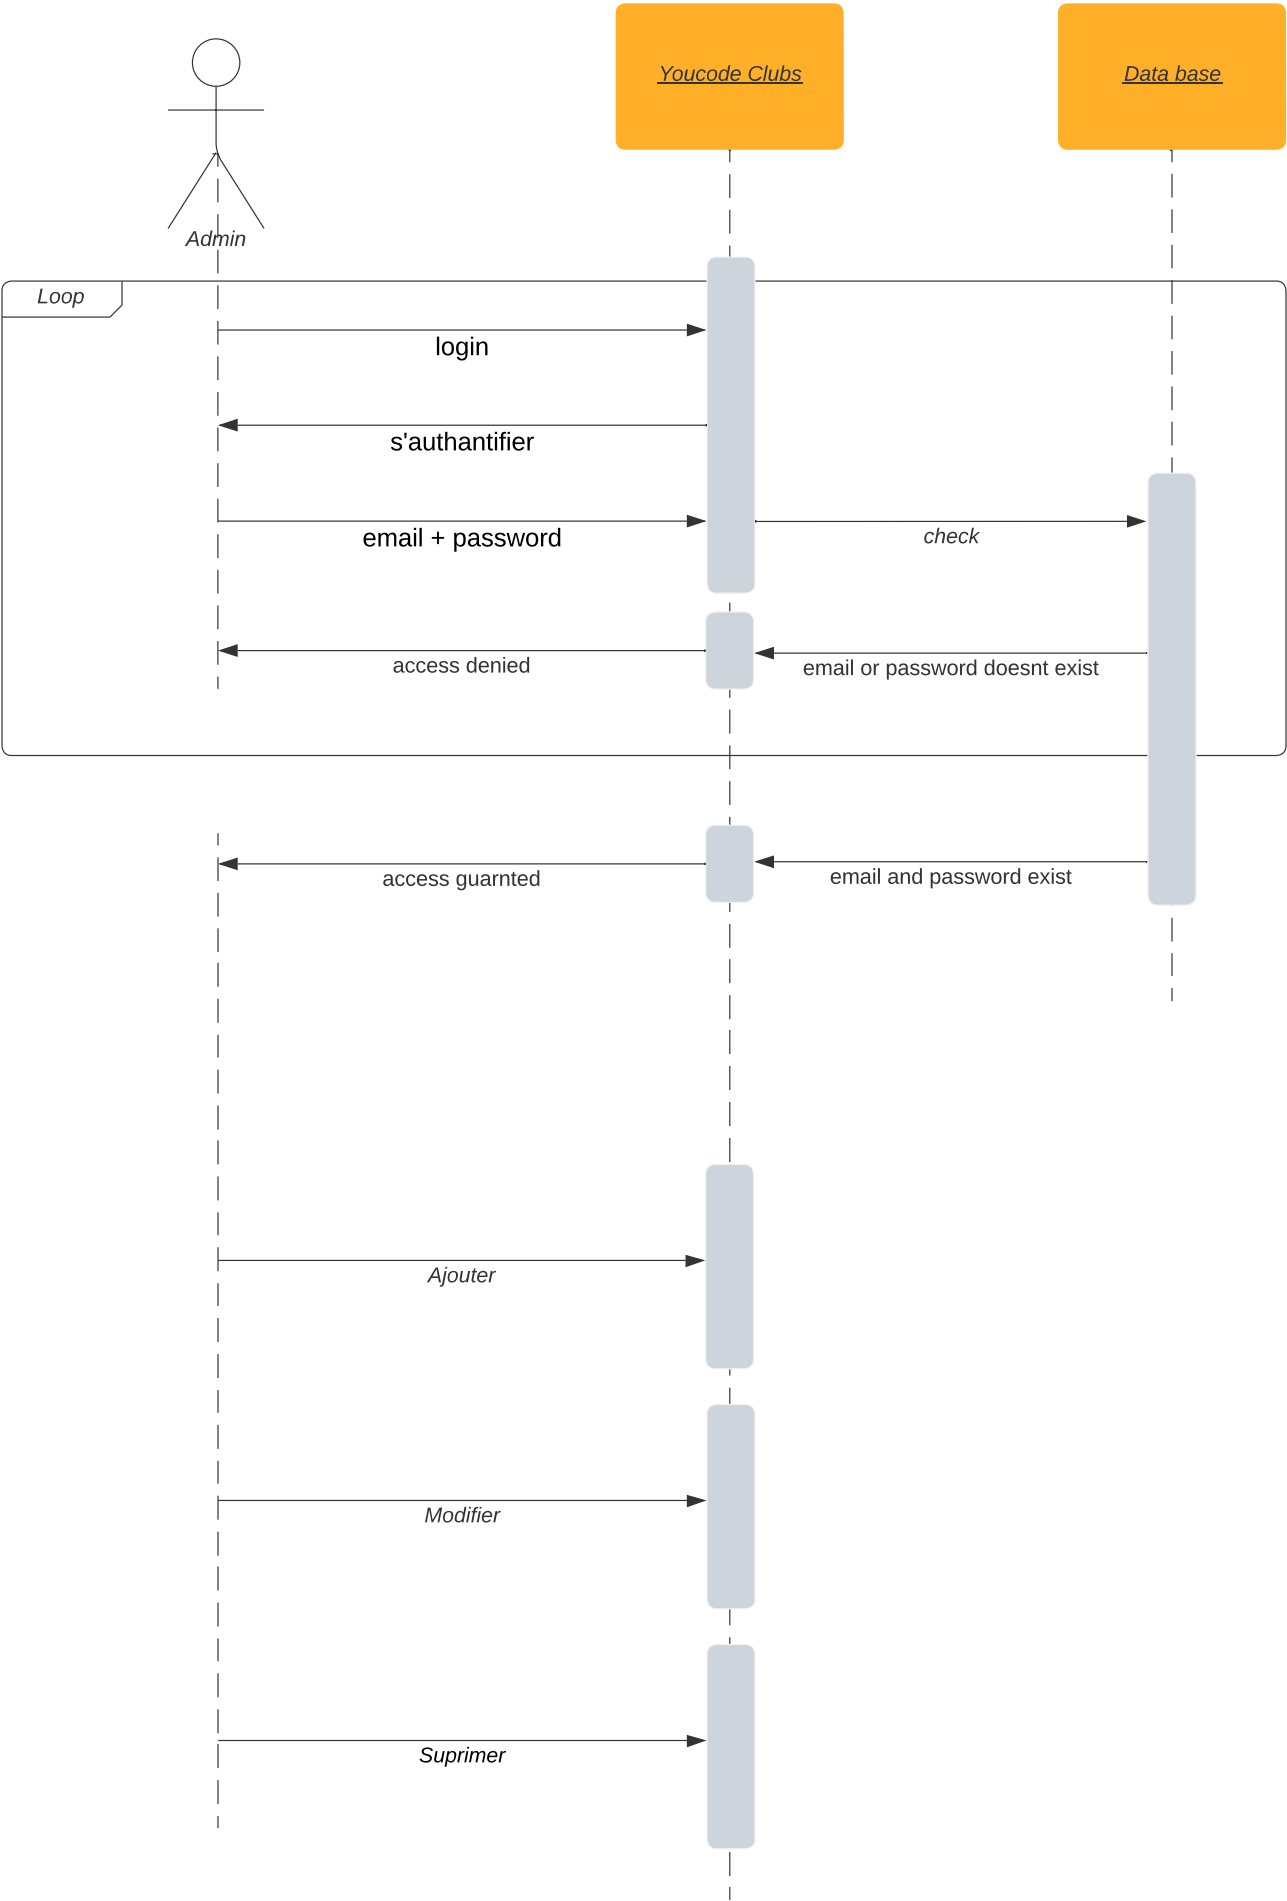 Youcode Clubs
Data base
Admin
Loop
login
s'authantifier
email + password
check
access denied
email or password doesnt exist
access guarnted
email and password exist
Ajouter
Modifier
Suprimer